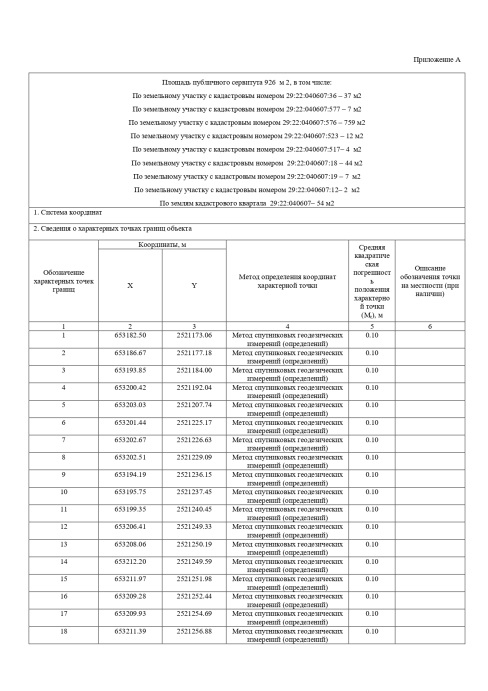 Приложение А
Площадь публичного сервитута 926 м 2, в том числе:
По земельному участку с кадастровым номером 29:22:040607:36 – 37 м2
По земельному участку с кадастровым номером 29:22:040607:577 – 7 м2
По земельному участку с кадастровым номером 29:22:040607:576 – 759 м2
По земельному участку с кадастровым номером 29:22:040607:523 – 12 м2
По земельному участку с кадастровым номером 29:22:040607:517– 4 м2
По земельному участку с кадастровым номером 29:22:040607:18 – 44 м2
По земельному участку с кадастровым номером 29:22:040607:19 – 7 м2
По земельному участку с кадастровым номером 29:22:040607:12– 2 м2
По землям кадастрового квартала 29:22:040607– 54 м2
1. Система координат
2. Сведения о характерных точках границ объекта
Обозначение
характерных точек
границ
Координаты, м
X
Y
Метод определения координат
характерной точки
Средняя
квадратиче
ская
погрешност
ь
положения
характерно
й точки
(Mt), м
Описание
обозначения точки
на местности (при
наличии)
1 2 3 4 5 6
1 653182.50 2521173.06 Метод спутниковых геодезических 0.10
измерений (определений)
2 653186.67 2521177.18 Метод спутниковых геодезических 0.10
измерений (определений)
3 653193.85 2521184.00 Метод спутниковых геодезических 0.10
измерений (определений)
4 653200.42 2521192.04 Метод спутниковых геодезических 0.10
измерений (определений)
5 653203.03 2521207.74 Метод спутниковых геодезических 0.10
измерений (определений)
6 653201.44 2521225.17 Метод спутниковых геодезических 0.10
измерений (определений)
7 653202.67 2521226.63 Метод спутниковых геодезических 0.10
измерений (определений)
8 653202.51 2521229.09 Метод спутниковых геодезических 0.10
измерений (определений)
9 653194.19 2521236.15 Метод спутниковых геодезических 0.10
измерений (определений)
10 653195.75 2521237.45 Метод спутниковых геодезических 0.10
измерений (определений)
11 653199.35 2521240.45 Метод спутниковых геодезических 0.10
измерений (определений)
12 653206.41 2521249.33 Метод спутниковых геодезических 0.10
измерений (определений)
13 653208.06 2521250.19 Метод спутниковых геодезических 0.10
измерений (определений)
14 653212.20 2521249.59 Метод спутниковых геодезических 0.10
измерений (определений)
15 653211.97 2521251.98 Метод спутниковых геодезических 0.10
измерений (определений)
16 653209.28 2521252.44 Метод спутниковых геодезических 0.10
измерений (определений)
17 653209.93 2521254.69 Метод спутниковых геодезических 0.10
измерений (определений)
18 653211.39 2521256.88 Метод спутниковых геодезических 0.10
измерений (определений)